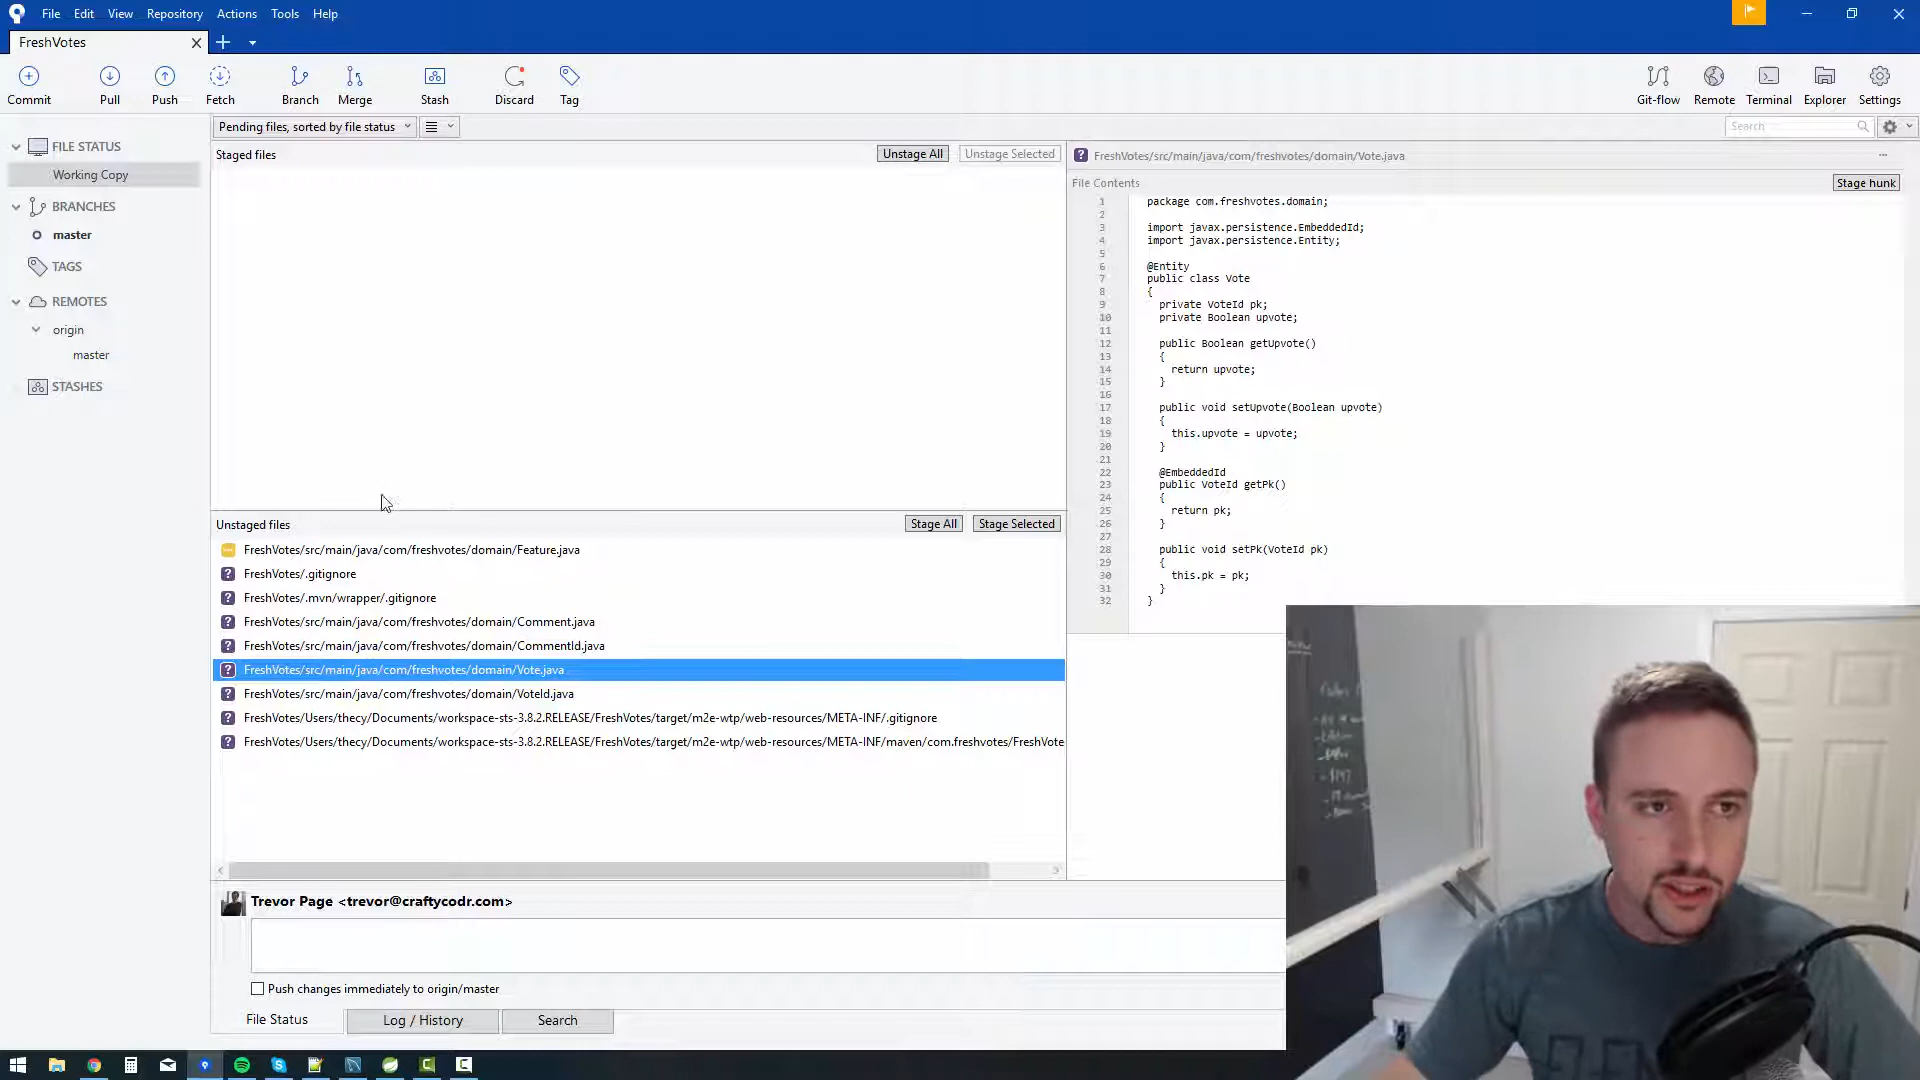 File Edit View Repository Actions Tools Help
FreshVotes
Commit Pull Push Fetch Branch Merge Stash Discard Tag Git-flow Remote Terminal Explorer Settings
Pending files, sorted by file status
Search
FILE STATUS
Working Copy
BRANCHES
master
TAGS
REMOTES
origin
master
STASHES
Staged files
Unstage All Unstage Selected
Unstaged files
Stage All Stage Selected
FreshVotes/src/main/java/com/freshvotes/domain/Feature.java
FreshVotes/.gitignore
FreshVotes/.mvn/wrapper/.gitignore
FreshVotes/src/main/java/com/freshvotes/domain/Comment.java
FreshVotes/src/main/java/com/freshvotes/domain/CommentId.java
FreshVotes/src/main/java/com/freshvotes/domain/Vote.java
FreshVotes/src/main/java/com/freshvotes/domain/VoteId.java
FreshVotes/Users/thecy/Documents/workspace-sts-3.8.2.RELEASE/FreshVotes/target/m2e-wtp/web-resources/META-INF/.gitignore
FreshVotes/Users/thecy/Documents/workspace-sts-3.8.2.RELEASE/FreshVotes/target/m2e-wtp/web-resources/META-INF/maven/com.freshvotes/FreshVote
Trevor Page <trevor@craftycodr.com>
Push changes immediately to origin/master
File Status Log / History Search
FreshVotes/src/main/java/com/freshvotes/domain/Vote.java
File Contents
Stage hunk
1 package com.freshvotes.domain;
2
3 import javax.persistence.EmbeddedId;
4 import javax.persistence.Entity;
5
6 @Entity
7 public class Vote
8 {
9 private VoteId pk;
10 private Boolean upvote;
11
12 public Boolean getUpvote()
13 {
14 return upvote;
15 }
16
17 public void setUpvote(Boolean upvote)
18 {
19 this.upvote = upvote;
20 }
21
22 @EmbeddedId
23 public VoteId getPk()
24 {
25 return pk;
26 }
27
28 public void setPk(VoteId pk)
29 {
30 this.pk = pk;
31 }
32 }